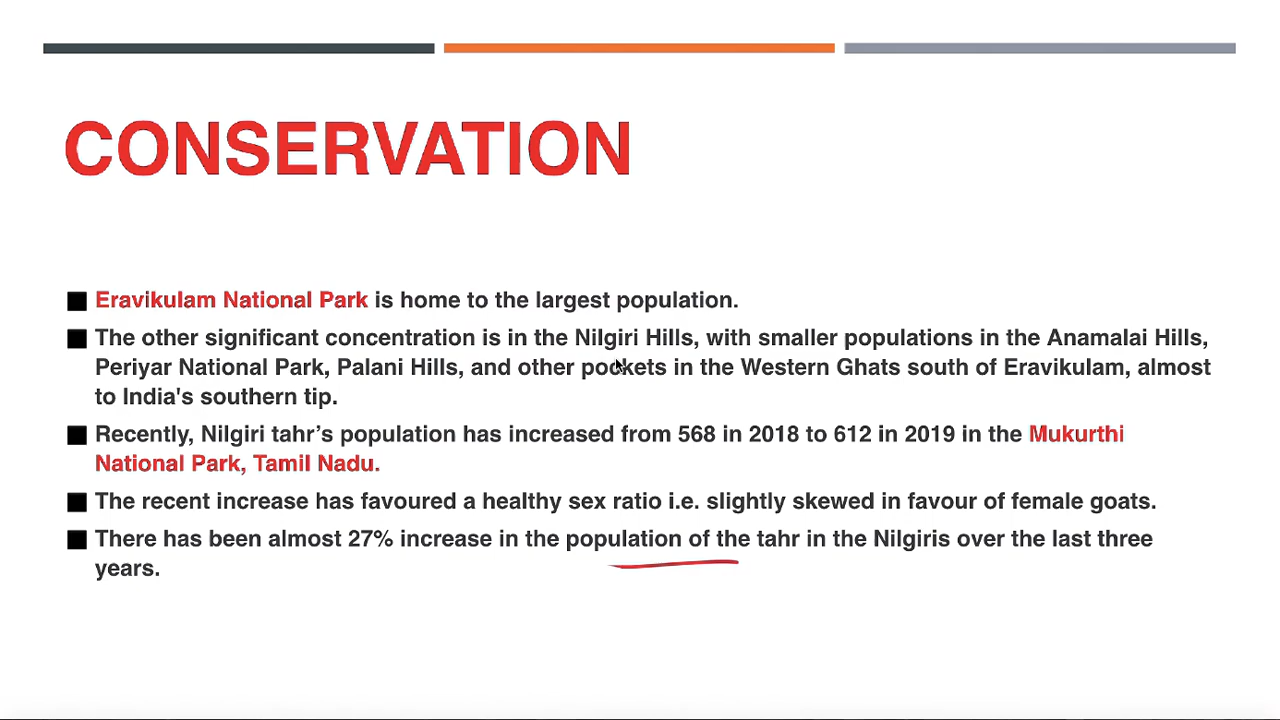 CONSERVATION
Eravikulam National Park is home to the largest population.
The other significant concentration is in the Nilgiri Hills, with smaller populations in the Anamalai Hills,
Periyar National Park, Palani Hills, and other pockets in the Western Ghats south of Eravikulam, almost
to India's southern tip.
Recently, Nilgiri tahr’s population has increased from 568 in 2018 to 612 in 2019 in the Mukurthi
National Park, Tamil Nadu.
The recent increase has favoured a healthy sex ratio i.e. slightly skewed in favour of female goats.
There has been almost 27% increase in the population of the tahr in the Nilgiris over the last three
years.